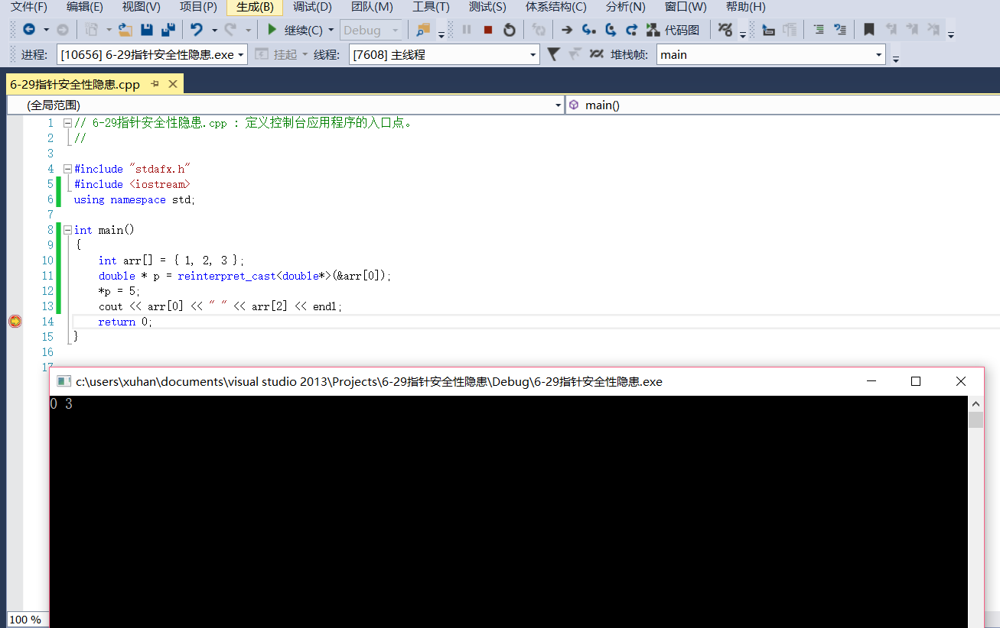 文件(F) 编辑(E) 视图(V) 项目(P) 生成(B) 调试(D) 团队(M) 工具(T) 测试(S) 体系结构(C) 分析(N) 窗口(W) 帮助(H)
继续(C) Debug 代码图
进程: [10656] 6-29指针安全性隐患.exe 挂起 线程: [7608] 主线程 堆栈帧: main
6-29指针安全性隐患.cpp
(全局范围) main()
1 // 6-29指针安全性隐患.cpp : 定义控制台应用程序的入口点。
2 //
3
4 #include "stdafx.h"
5 #include <iostream>
6 using namespace std;
7
8 int main()
9 {
10 int arr[] = { 1, 2, 3 };
11 double * p = reinterpret_cast<double*>(&arr[0]);
12 *p = 5;
13 cout << arr[0] << " " << arr[2] << endl;
14 return 0;
15 }
16
17
c:\users\xuhan\documents\visual studio 2013\Projects\6-29指针安全性隐患\Debug\6-29指针安全性隐患.exe
0 3
100 %